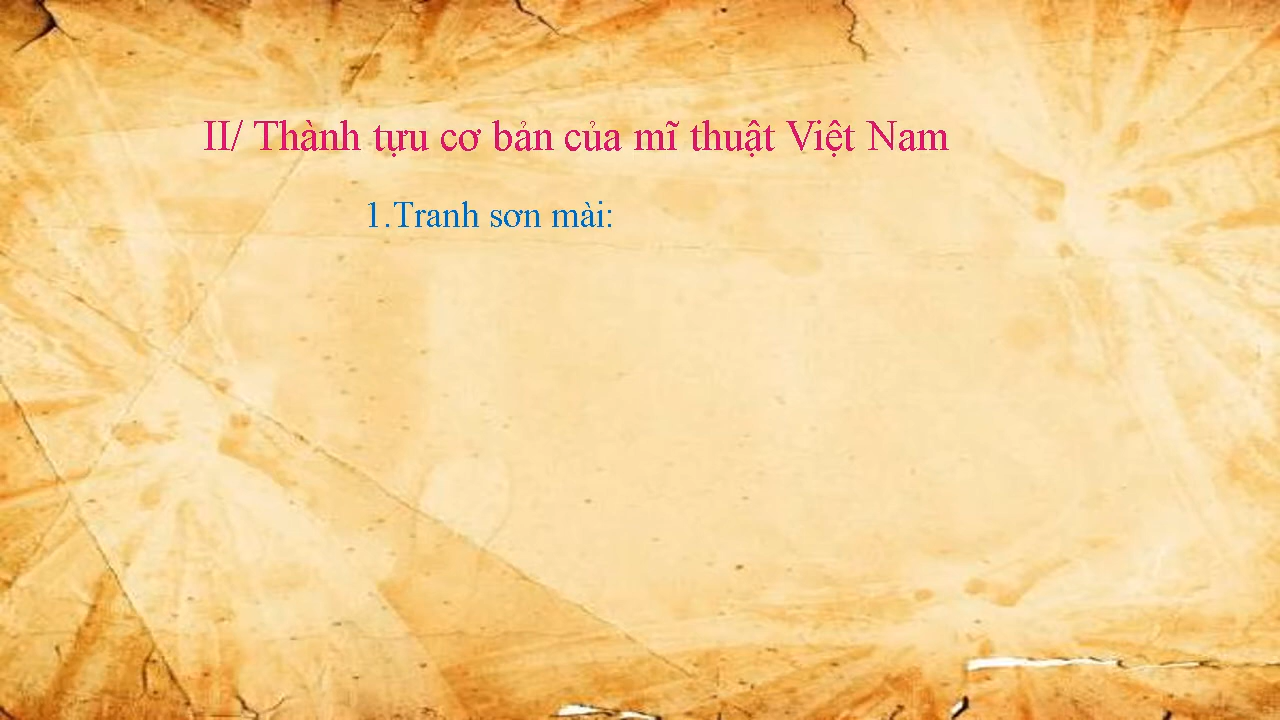 II/ Thành tựu cơ bản của mĩ thuật Việt Nam
1.Tranh sơn mài: